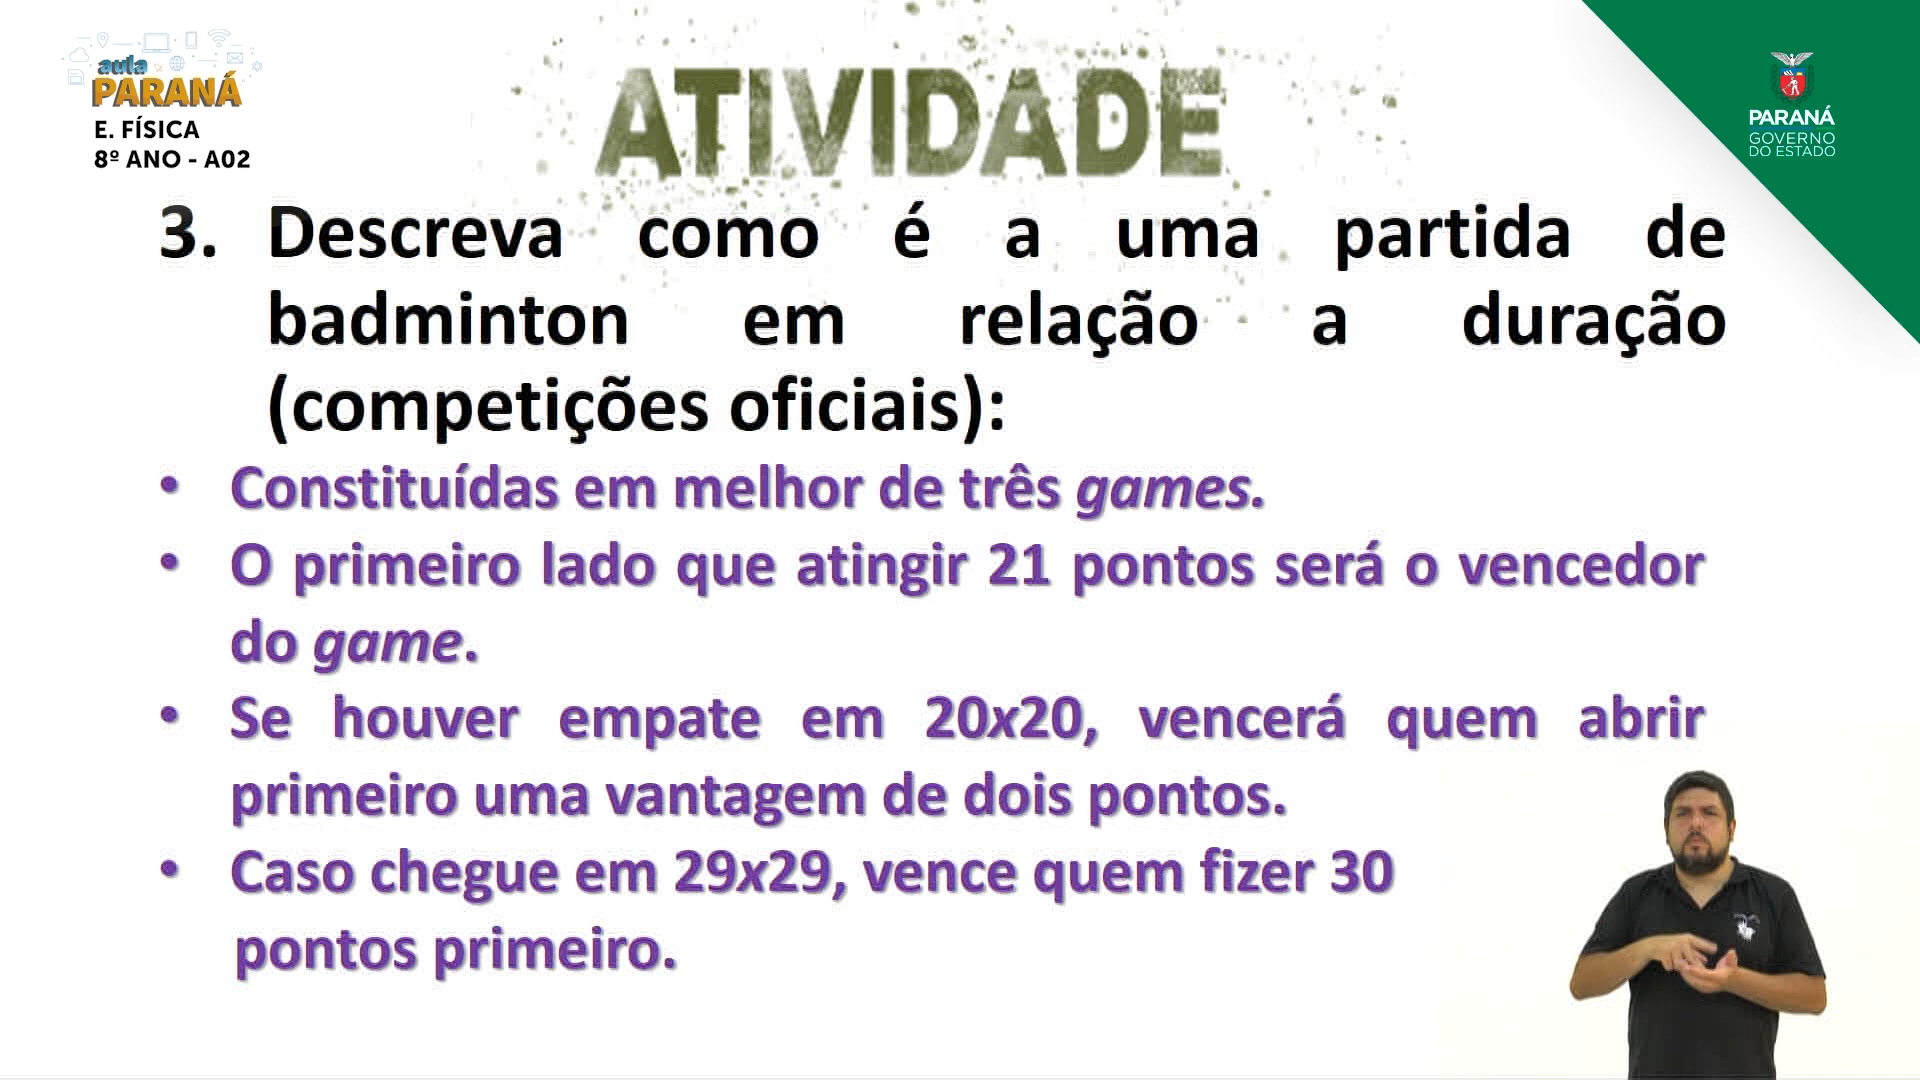 aula
PARANÁ
E. FÍSICA
8º ANO - A02
ATIVIDADE
PARANÁ
GOVERNO
DO ESTADO
3. Descreva como é a uma partida de
badminton em relação a duração
(competições oficiais):
• Constituídas em melhor de três games.
• O primeiro lado que atingir 21 pontos será o vencedor
do game.
• Se houver empate em 20x20, vencerá quem abrir
primeiro uma vantagem de dois pontos.
• Caso chegue em 29x29, vence quem fizer 30
pontos primeiro.